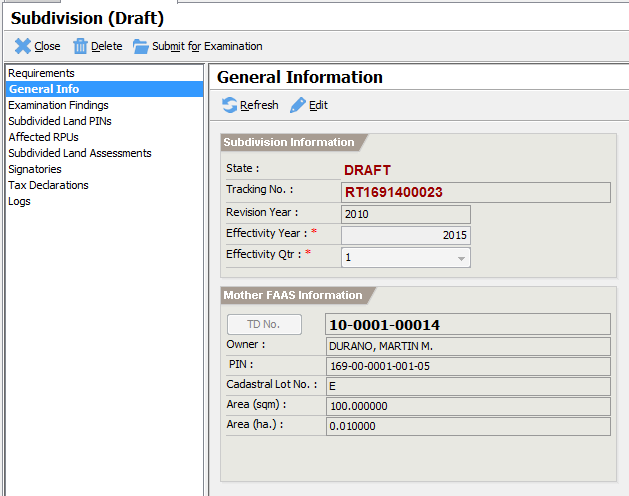 Subdivision (Draft)
Close Delete Submit for Examination
Requirements
General Info
Examination Findings
Subdivided Land PINs
Affected RPUs
Subdivided Land Assessments
Signatories
Tax Declarations
Logs
General Information
Refresh Edit
Subdivision Information
State : DRAFT
Tracking No. : RT1691400023
Revision Year : 2010
Effectivity Year : * 2015
Effectivity Qtr : * 1
Mother FAAS Information
TD No. 10-0001-00014
Owner : DURANO, MARTIN M.
PIN : 169-00-0001-001-05
Cadastral Lot No. : E
Area (sqm) : 100.000000
Area (ha.) : 0.010000